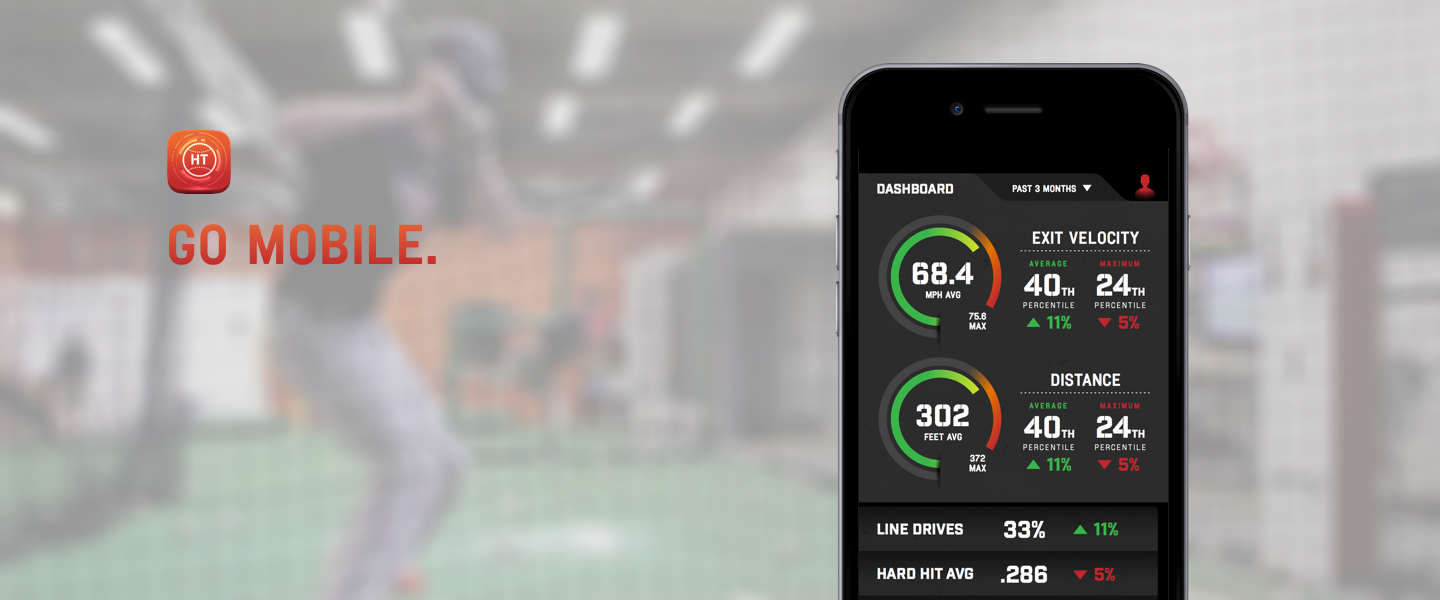 HT
GO MOBILE.
DASHBOARD
PAST 3 MONTHS
68.4
MPH AVG
75.6
MAX
EXIT VELOCITY
AVERAGE MAXIMUM
40TH 24TH
PERCENTILE PERCENTILE
11% 5%
302
FEET AVG
372
MAX
DISTANCE
AVERAGE MAXIMUM
40TH 24TH
PERCENTILE PERCENTILE
11% 5%
LINE DRIVES 33% 11%
HARD HIT AVG .286 5%